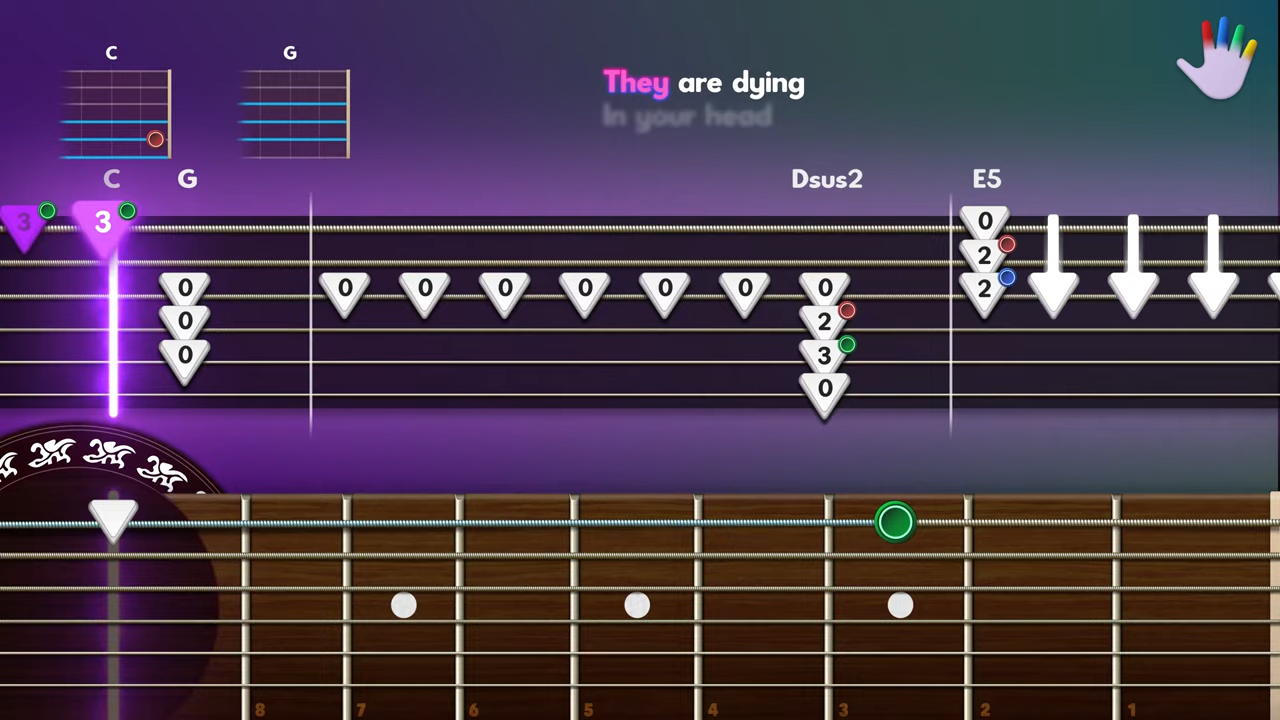 C G
They are dying
In your head
C G Dsus2 E5
3 3 0
2
0 0 0 0 0 0 0 0 2
0 2
0 3
0
8 7 6 5 4 3 2 1